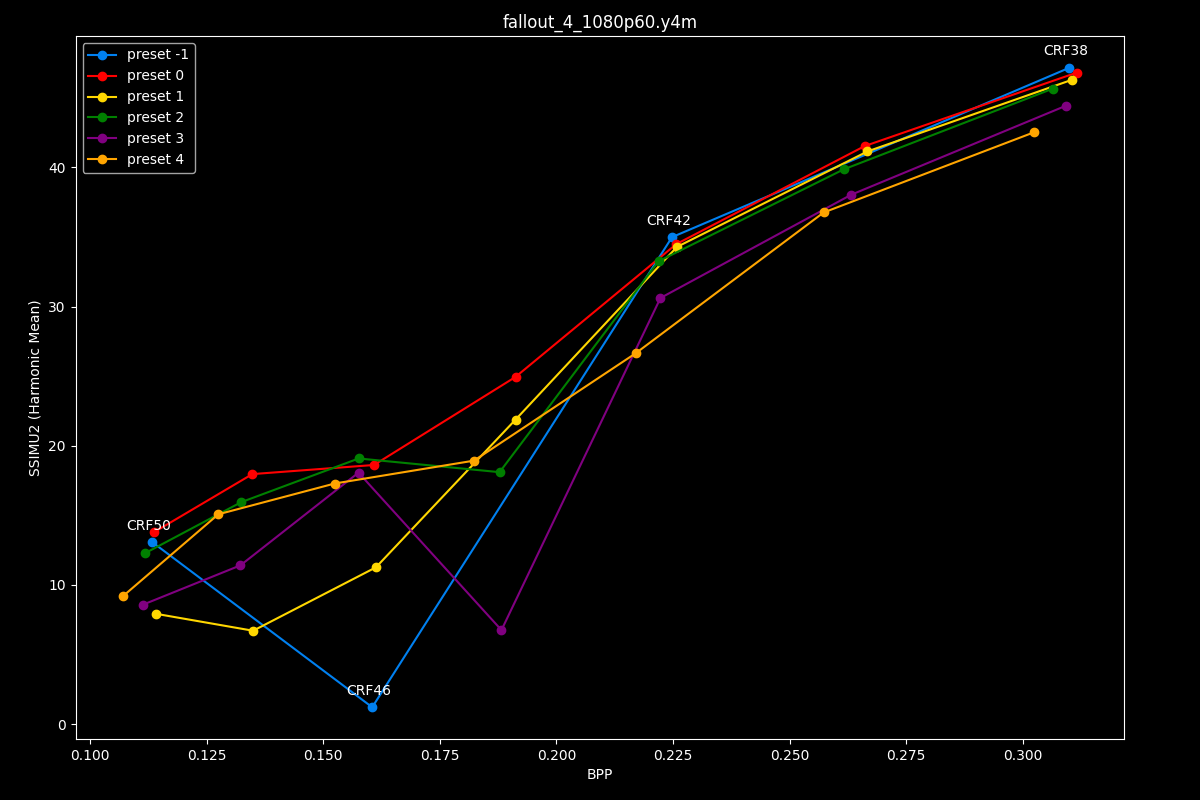 fallout_4_1080p60.y4m
preset -1
preset 0
preset 1
preset 2
preset 3
preset 4
CRF38
CRF42
CRF50
CRF46
SSIMU2 (Harmonic Mean)
40
30
20
10
0
0.100 0.125 0.150 0.175 0.200 0.225 0.250 0.275 0.300
BPP